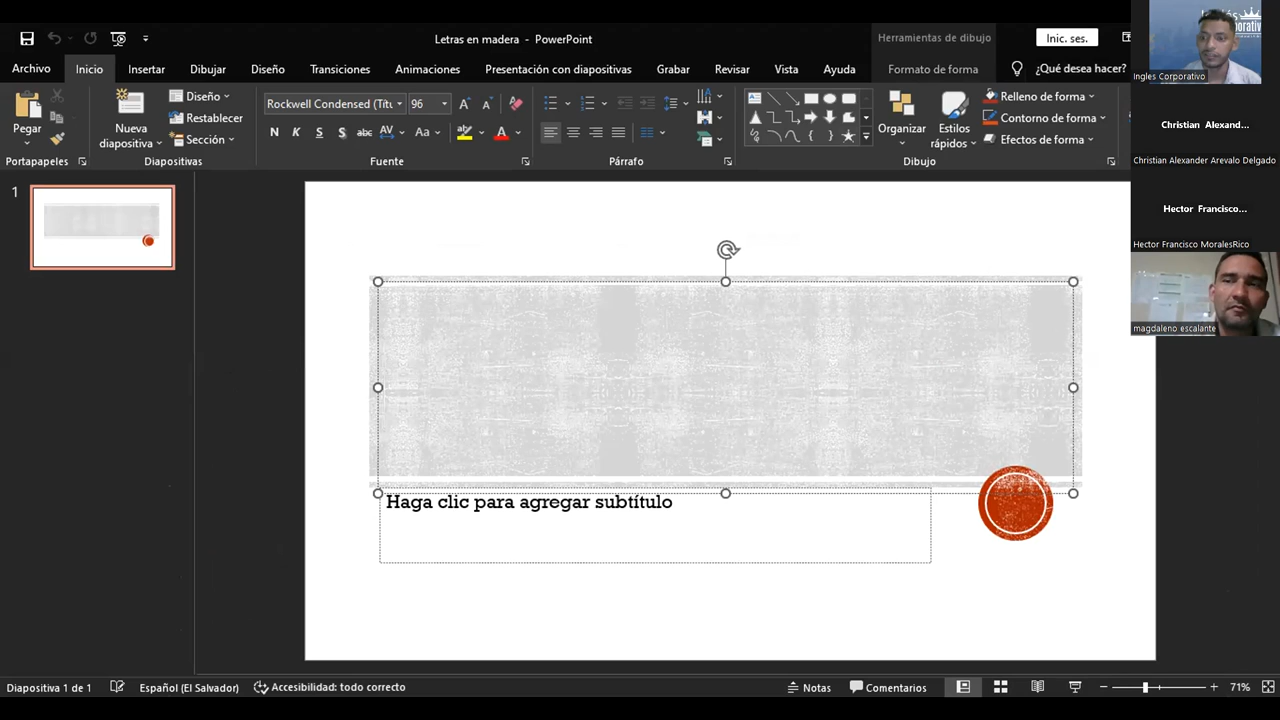 Letras en madera - PowerPoint
Herramientas de dibujo
Inic. ses.
Archivo
Inicio
Insertar
Dibujar
Diseño
Transiciones
Animaciones
Presentación con diapositivas
Grabar
Revisar
Vista
Ayuda
Formato de forma
¿Qué desea hacer?
Pegar
Nueva diapositiva
Diseño
Restablecer
Sección
Rockwell Condensed (Títu
96
N K S S abc AV Aa A
Organizar
Estilos rápidos
Relleno de forma
Contorno de forma
Efectos de forma
Portapapeles
Diapositivas
Fuente
Párrafo
Dibujo
1
Haga clic para agregar subtítulo
Ingles Corporativo
Christian Alexand...
Christian Alexander Arevalo Delgado
Hector Francisco...
Hector Francisco MoralesRico
magdaleno escalante
Diapositiva 1 de 1
Español (El Salvador)
Accesibilidad: todo correcto
Notas
Comentarios
71%